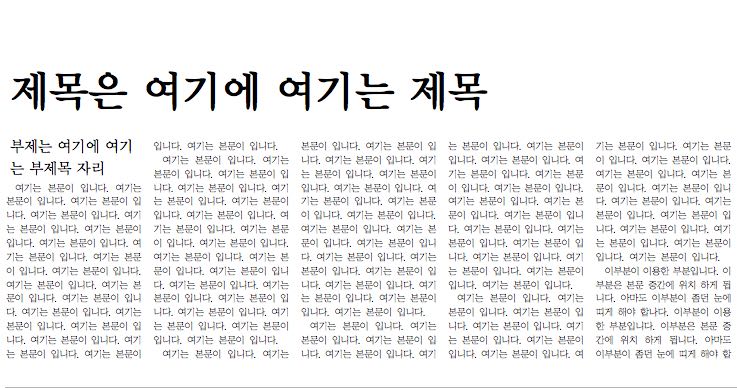 제목은 여기에 여기는 제목
부제는 여기에 여기
는 부제목 자리
여기는 본문이 입니다. 여기는
본문이 입니다. 여기는 본문이 입
니다. 여기는 본문이 입니다. 여기
는 본문이 입니다. 여기는 본문이
입니다. 여기는 본문이 입니다. 여
기는 본문이 입니다. 여기는 본문
이 입니다. 여기는 본문이 입니다.
여기는 본문이 입니다. 여기는 본
문이 입니다. 여기는 본문이 입니
다. 여기는 본문이 입니다. 여기는
본문이 입니다. 여기는 본문이 입
니다. 여기는 본문이 입니다. 여기
는 본문이 입니다. 여기는 본문이
입니다. 여기는 본문이 입니다.
여기는 본문이 입니다. 여기는
본문이 입니다. 여기는 본문이 입
니다. 여기는 본문이 입니다. 여기
는 본문이 입니다. 여기는 본문이
입니다. 여기는 본문이 입니다. 여
기는 본문이 입니다. 여기는 본문
이 입니다. 여기는 본문이 입니다.
여기는 본문이 입니다. 여기는 본
문이 입니다. 여기는 본문이 입니
다. 여기는 본문이 입니다. 여기는
본문이 입니다. 여기는 본문이 입
니다. 여기는 본문이 입니다. 여기
는 본문이 입니다. 여기는 본문이
입니다. 여기는 본문이 입니다.
여기는 본문이 입니다. 여기는
본문이 입니다. 여기는 본문이 입
니다. 여기는 본문이 입니다. 여기
는 본문이 입니다. 여기는 본문이
입니다. 여기는 본문이 입니다. 여
기는 본문이 입니다. 여기는 본문
이 입니다. 여기는 본문이 입니다.
여기는 본문이 입니다. 여기는 본
문이 입니다. 여기는 본문이 입니
다. 여기는 본문이 입니다. 여기는
본문이 입니다. 여기는 본문이 입
니다. 여기는 본문이 입니다. 여기
는 본문이 입니다. 여기는 본문이
입니다. 여기는 본문이 입니다.
여기는 본문이 입니다. 여기는
본문이 입니다. 여기는 본문이 입
니다. 여기는 본문이 입니다. 여기
는 본문이 입니다. 여기는 본문이
입니다. 여기는 본문이 입니다. 여
기는 본문이 입니다. 여기는 본문
이 입니다. 여기는 본문이 입니다.
여기는 본문이 입니다. 여기는 본
문이 입니다. 여기는 본문이 입니
다. 여기는 본문이 입니다. 여기는
본문이 입니다. 여기는 본문이 입
니다. 여기는 본문이 입니다. 여기
는 본문이 입니다. 여기는 본문이
입니다. 여기는 본문이 입니다.
여기는 본문이 입니다. 여기는
본문이 입니다. 여기는 본문이 입
니다. 여기는 본문이 입니다. 여기
는 본문이 입니다. 여기는 본문이
입니다. 여기는 본문이 입니다. 여
기는 본문이 입니다. 여기는 본문
이 입니다. 여기는 본문이 입니다.
여기는 본문이 입니다. 여기는 본
문이 입니다. 여기는 본문이 입니
다. 여기는 본문이 입니다. 여기는
본문이 입니다. 여기는 본문이 입
니다. 여기는 본문이 입니다. 여기
는 본문이 입니다. 여기는 본문이
입니다. 여기는 본문이 입니다.
이부분이 이용한 부분입니다. 이
부분은 본문 중간에 위치 하게 됩
니다. 아마도 이부분이 좀던 눈에
띠게 해야 합나다. 이부분이 이용
한 부분입니다. 이부분은 본문 중
간에 위치 하게 됩니다. 아마도
이부분이 좀던 눈에 띠게 해야 합